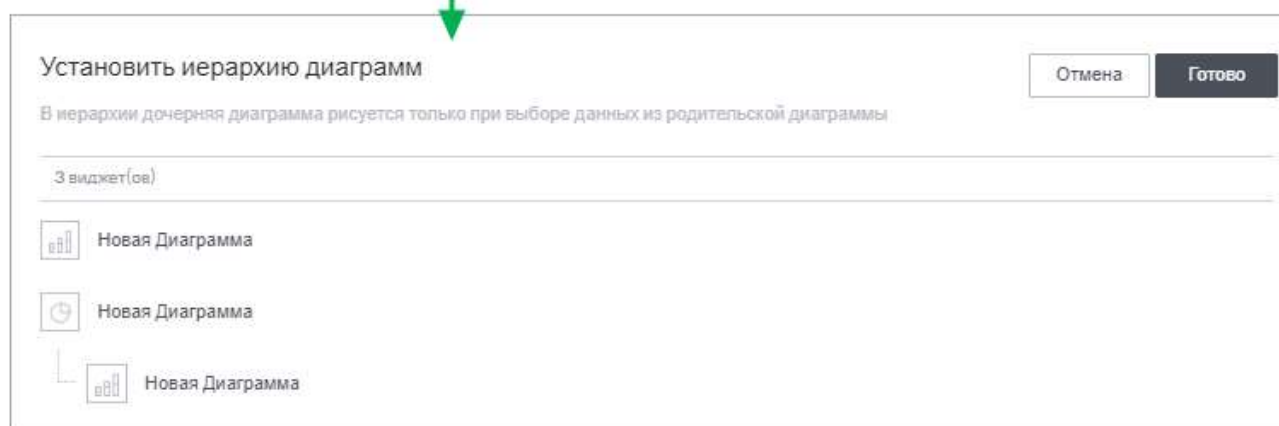 Установить иерархию диаграмм
Отмена
Готово
В иерархии дочерняя диаграмма рисуется только при выборе данных из родительской диаграммы
3 виджет(ов)
Новая Диаграмма
Новая Диаграмма
Новая Диаграмма